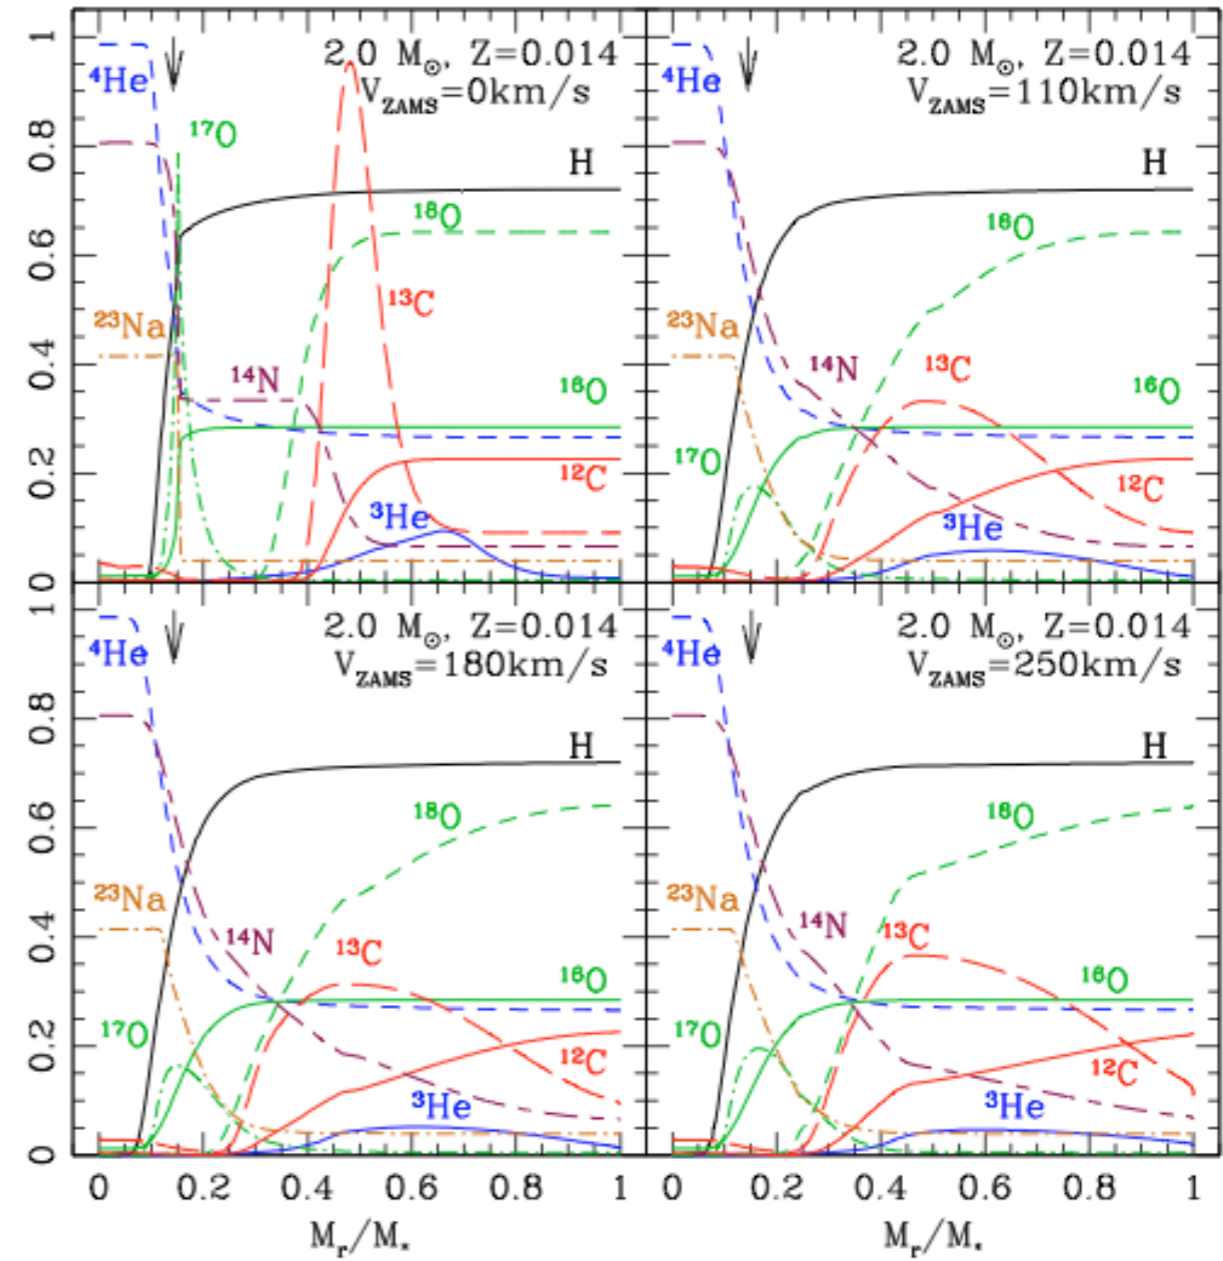 1
2.0 M☉, Z=0.014
V_ZAMS=0km/s
⁴He
¹⁷O
0.8
H
¹⁸O
0.6
¹³C
²³Na
0.4
¹⁴N
¹⁶O
0.2
¹²C
³He
0
2.0 M☉, Z=0.014
V_ZAMS=110km/s
⁴He
H
¹⁸O
²³Na
¹⁴N
¹³C
¹⁶O
¹⁷O
¹²C
³He
1
2.0 M☉, Z=0.014
V_ZAMS=180km/s
⁴He
0.8
H
¹⁸O
0.6
²³Na
0.4
¹⁴N
¹³C
¹⁶O
¹⁷O
0.2
¹²C
³He
0
0 0.2 0.4 0.6 0.8 1
M_r/M_*
2.0 M☉, Z=0.014
V_ZAMS=250km/s
⁴He
H
¹⁸O
²³Na
¹⁴N
¹³C
¹⁶O
¹⁷O
¹²C
³He
0 0.2 0.4 0.6 0.8 1
M_r/M_*